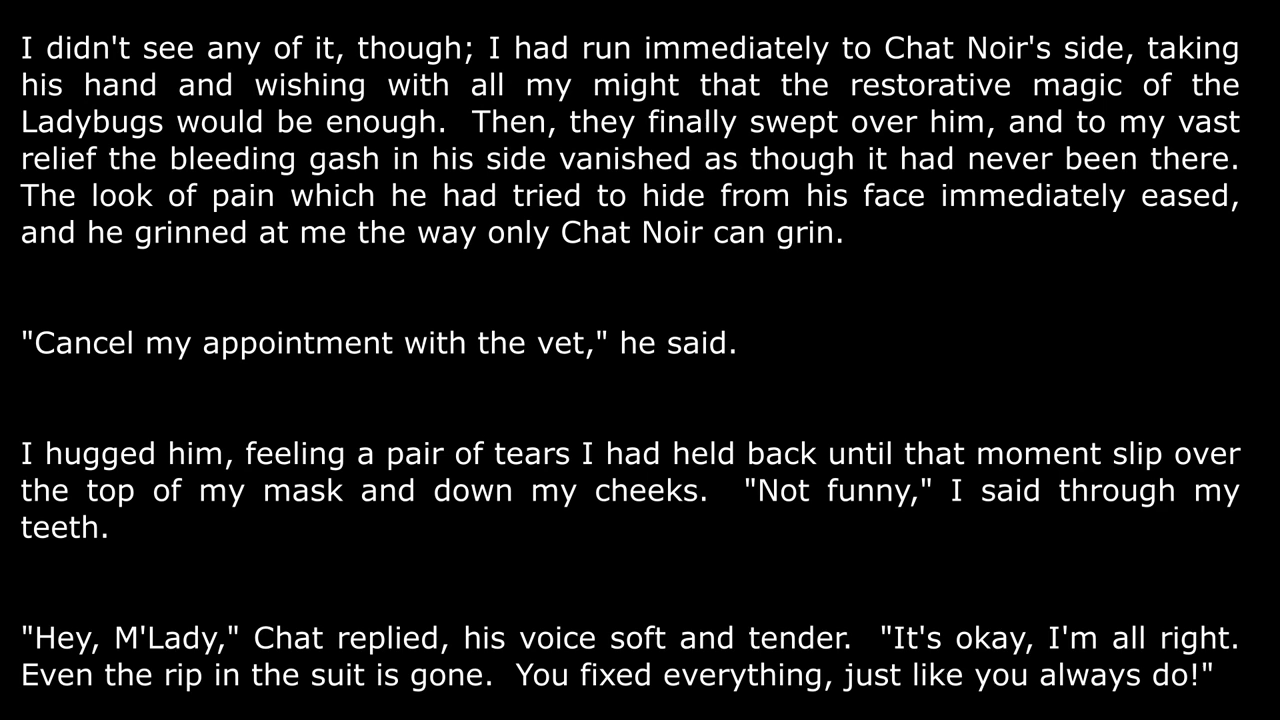 I didn't see any of it, though; I had run immediately to Chat Noir's side, taking
his hand and wishing with all my might that the restorative magic of the
Ladybugs would be enough.  Then, they finally swept over him, and to my vast
relief the bleeding gash in his side vanished as though it had never been there.
The look of pain which he had tried to hide from his face immediately eased,
and he grinned at me the way only Chat Noir can grin.
"Cancel my appointment with the vet," he said.
I hugged him, feeling a pair of tears I had held back until that moment slip over
the top of my mask and down my cheeks.  "Not funny," I said through my
teeth.
"Hey, M'Lady," Chat replied, his voice soft and tender.  "It's okay, I'm all right.
Even the rip in the suit is gone.  You fixed everything, just like you always do!"